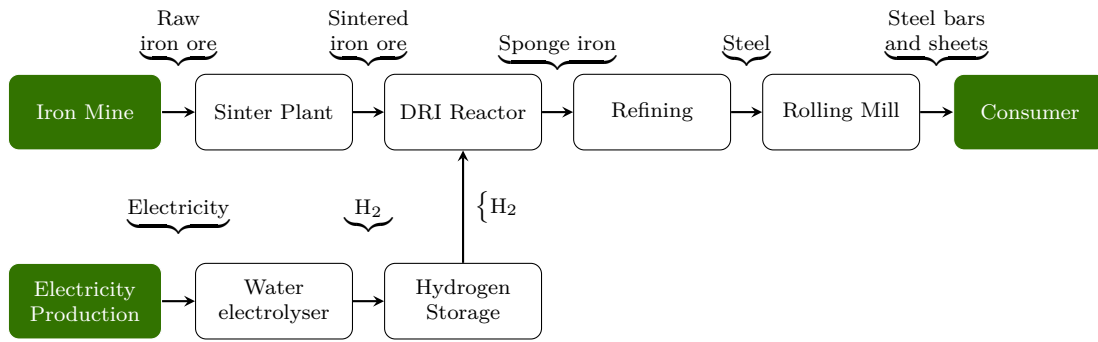 Raw
iron ore
Sintered
iron ore
Sponge iron
Steel
Steel bars
and sheets
Iron Mine
Sinter Plant
DRI Reactor
Refining
Rolling Mill
Consumer
Electricity
H₂
{H₂
Electricity
Production
Water
electrolyser
Hydrogen
Storage